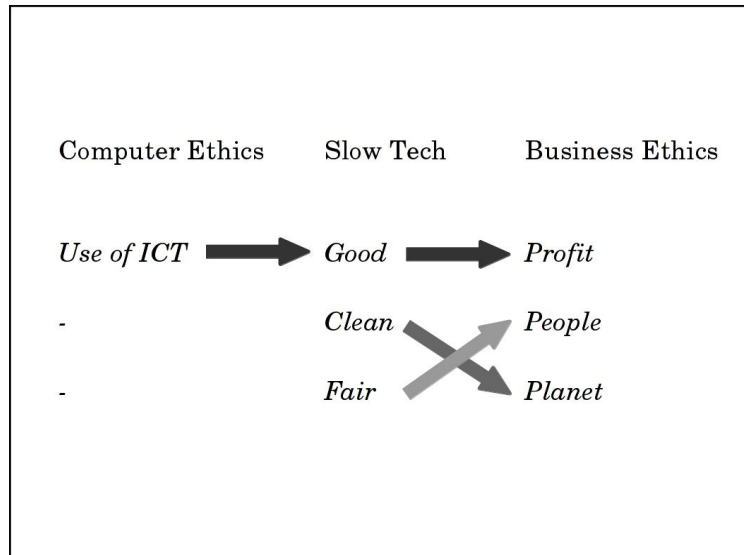 Computer Ethics Slow Tech Business Ethics
Use of ICT Good Profit
- Clean People
- Fair Planet